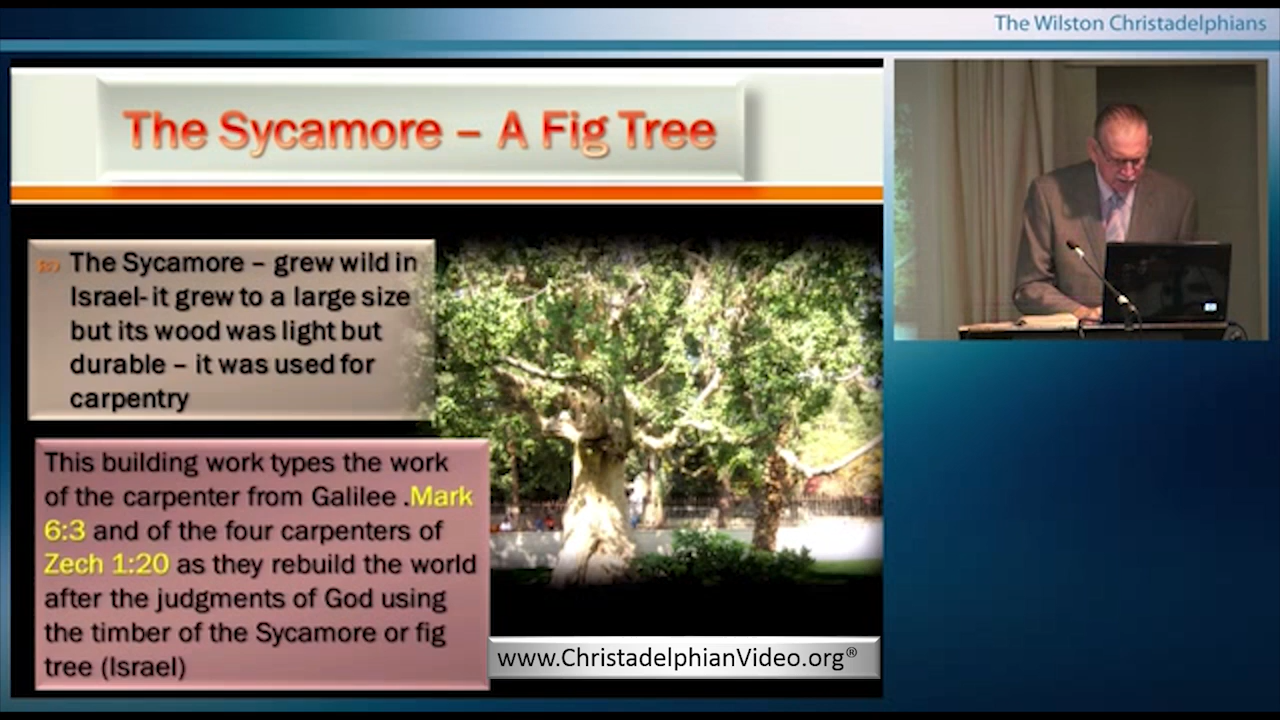 The Wilston Christadelphians
The Sycamore – A Fig Tree
The Sycamore – grew wild in
Israel- it grew to a large size
but its wood was light but
durable – it was used for
carpentry
This building work types the work
of the carpenter from Galilee .Mark
6:3 and of the four carpenters of
Zech 1:20 as they rebuild the world
after the judgments of God using
the timber of the Sycamore or fig
tree (Israel)
www.ChristadelphianVideo.org®